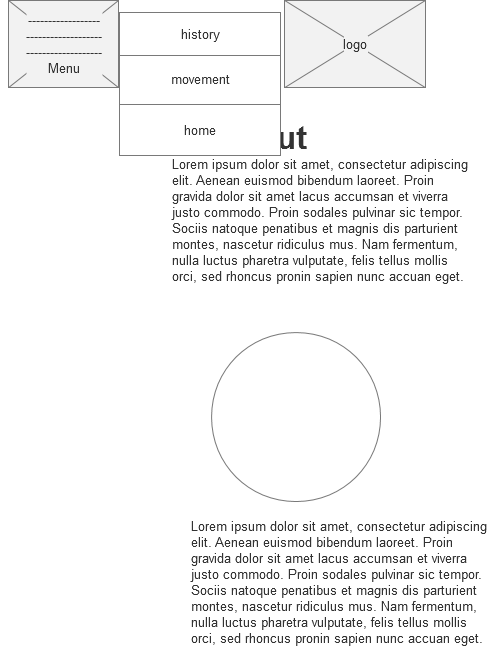 --------------------
---------------------
---------------------
Menu
history
movement
home
logo
ut
Lorem ipsum dolor sit amet, consectetur adipiscing
elit. Aenean euismod bibendum laoreet. Proin
gravida dolor sit amet lacus accumsan et viverra
justo commodo. Proin sodales pulvinar sic tempor.
Sociis natoque penatibus et magnis dis parturient
montes, nascetur ridiculus mus. Nam fermentum,
nulla luctus pharetra vulputate, felis tellus mollis
orci, sed rhoncus pronin sapien nunc accuan eget.
Lorem ipsum dolor sit amet, consectetur adipiscing
elit. Aenean euismod bibendum laoreet. Proin
gravida dolor sit amet lacus accumsan et viverra
justo commodo. Proin sodales pulvinar sic tempor.
Sociis natoque penatibus et magnis dis parturient
montes, nascetur ridiculus mus. Nam fermentum,
nulla luctus pharetra vulputate, felis tellus mollis
orci, sed rhoncus pronin sapien nunc accuan eget.